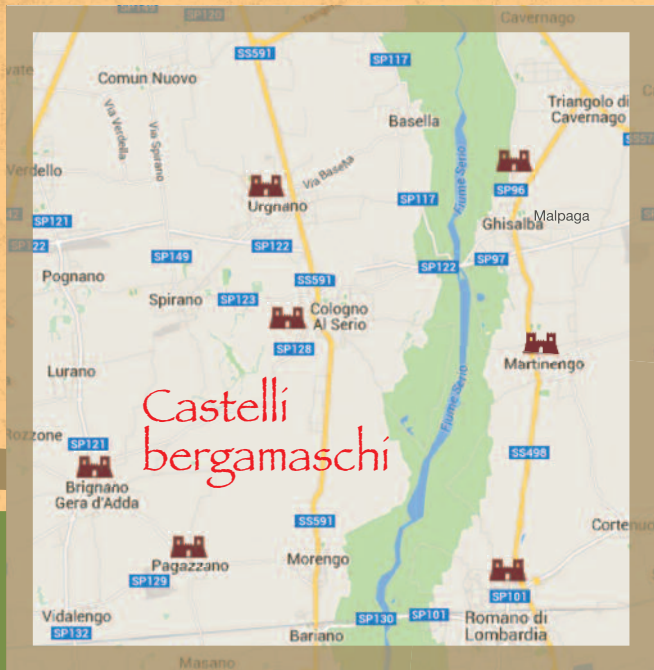 Cavernago
SS591
SP117
Comun Nuovo
Triangolo di
Cavernago
Via Verdella
Via Spirano
Basella
Fiume Serio
Verdello
Via Basella
SP96
Urgnano
SP117
Malpaga
Ghisalba
SP121
SP122
SP149
SP122
SP97
Pognano
SS591
Spirano
SP123
Cologno
Al Serio
SP128
Martinengo
Lurano
Castelli
bergamaschi
Fiume Serio
Rozzone
SP121
SS498
Brignano
Gera d'Adda
SS591
Cortenuo
Pagazzano
Morengo
SP129
SP101
Vidalengo
SP132
SP130
SP101
Romano di
Lombardia
Bariano
Masano